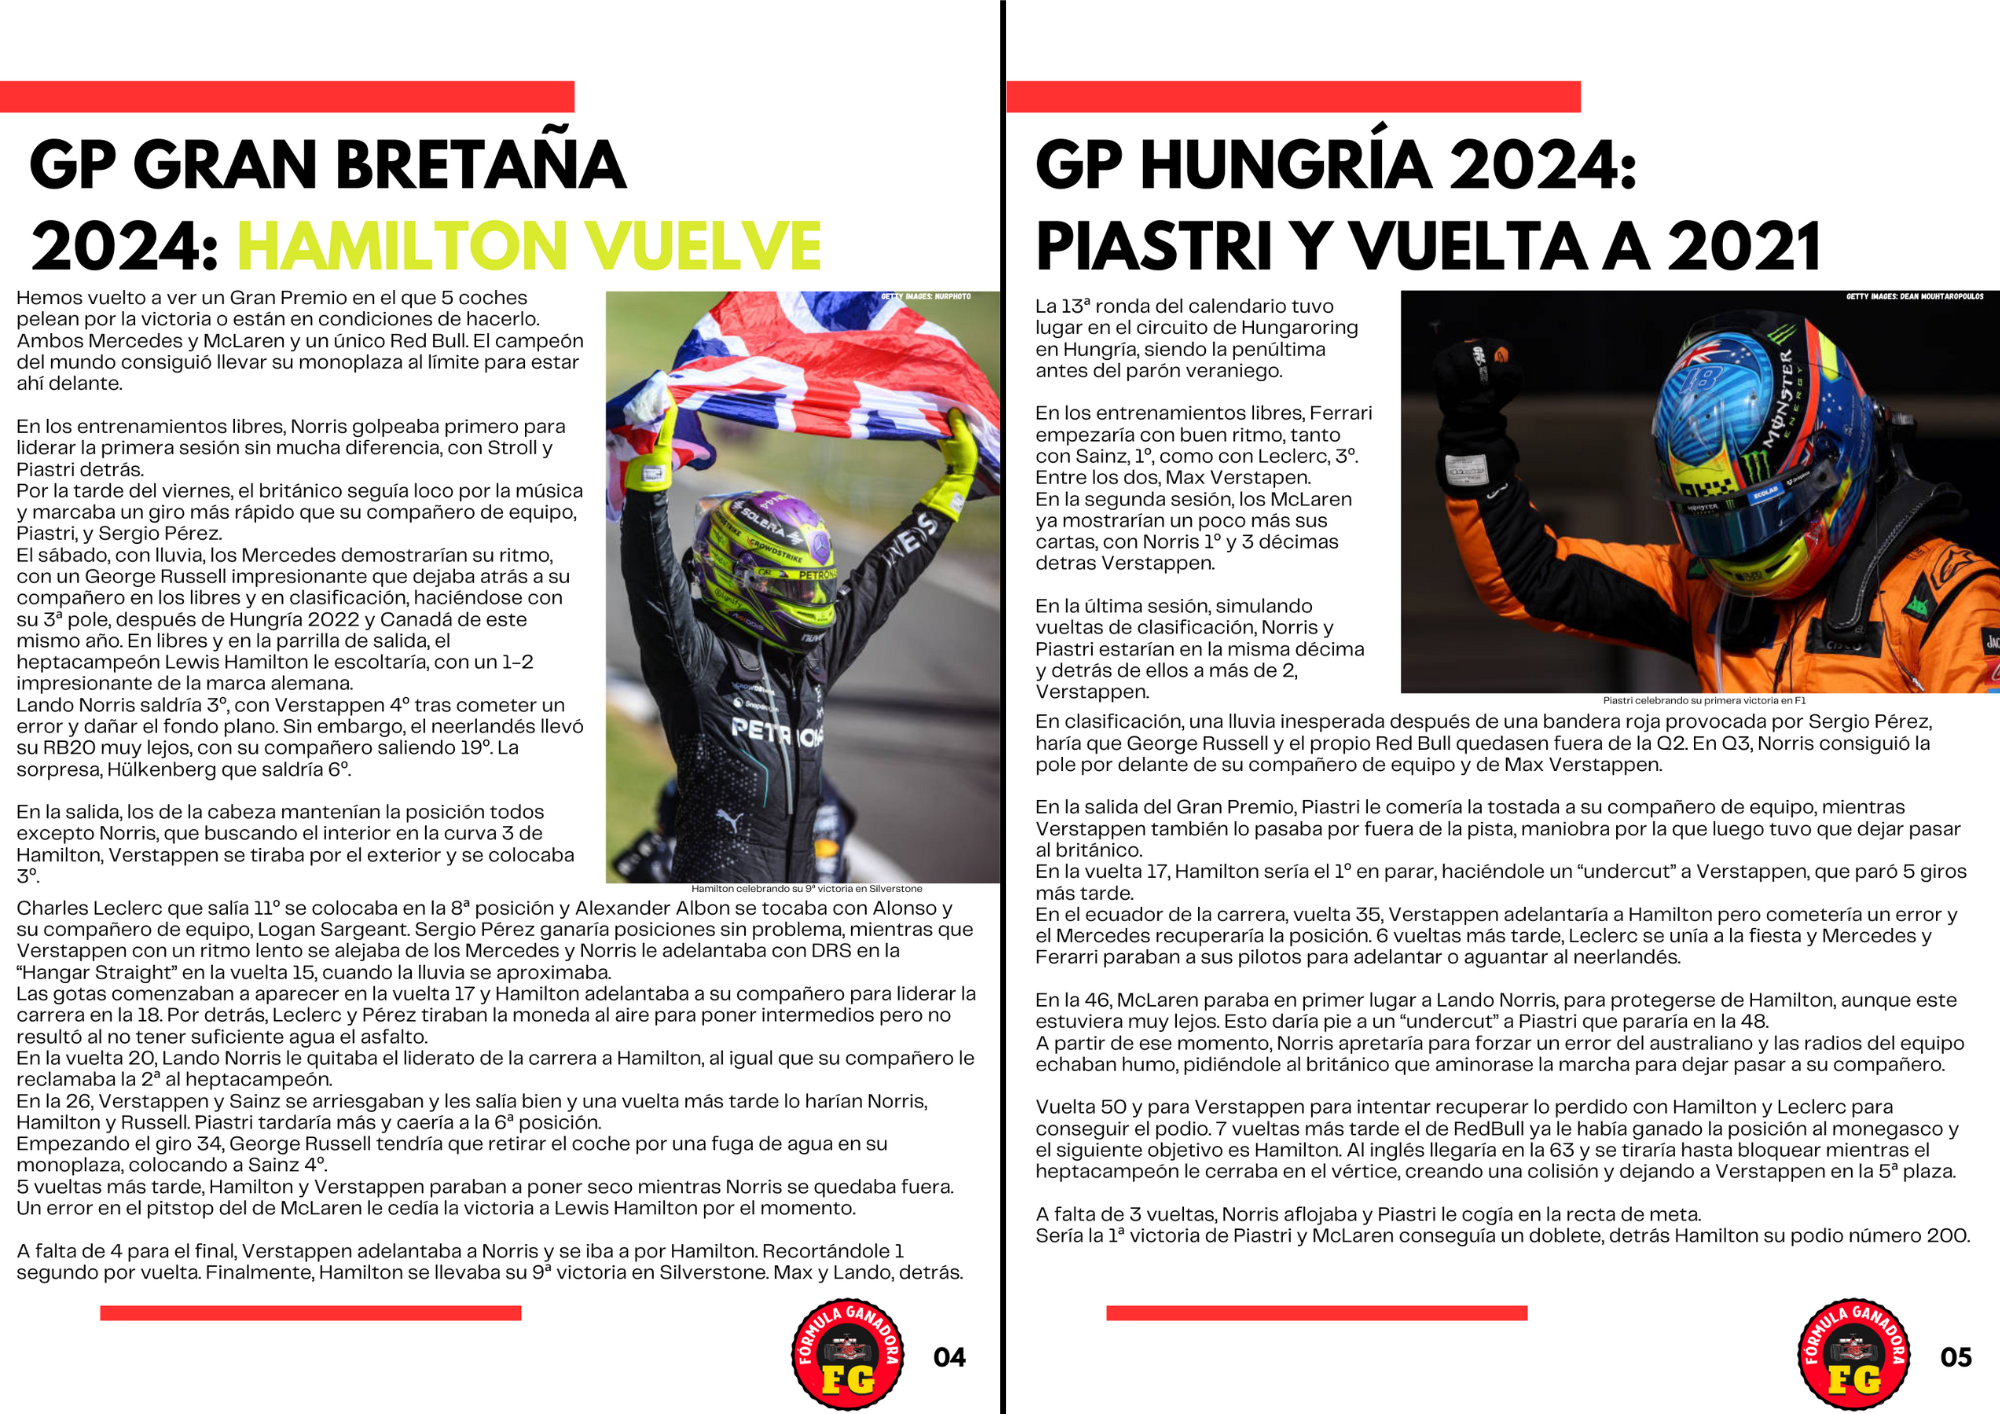 GP GRAN BRETAÑA
2024: HAMILTON VUELVE
Hemos vuelto a ver un Gran Premio en el que 5 coches
pelean por la victoria o están en condiciones de hacerlo.
Ambos Mercedes y McLaren y un único Red Bull. El campeón
del mundo consiguió llevar su monoplaza al límite para estar
ahí delante.
En los entrenamientos libres, Norris golpeaba primero para
liderar la primera sesión sin mucha diferencia, con Stroll y
Piastri detrás.
Por la tarde del viernes, el británico seguía loco por la música
y marcaba un giro más rápido que su compañero de equipo,
Piastri, y Sergio Pérez.
El sábado, con lluvia, los Mercedes demostrarían su ritmo,
con un George Russell impresionante que dejaba atrás a su
compañero en los libres y en clasificación, haciéndose con
su 3ª pole, después de Hungría 2022 y Canadá de este
mismo año. En libres y en la parrilla de salida, el
heptacampeón Lewis Hamilton le escoltaría, con un 1-2
impresionante de la marca alemana.
Lando Norris saldría 3º, con Verstappen 4º tras cometer un
error y dañar el fondo plano. Sin embargo, el neerlandés llevó
su RB20 muy lejos, con su compañero saliendo 19º. La
sorpresa, Hülkenberg que saldría 6º.
En la salida, los de la cabeza mantenían la posición todos
excepto Norris, que buscando el interior en la curva 3 de
Hamilton, Verstappen se tiraba por el exterior y se colocaba
3º.
GETTY IMAGES: NURPHOTO
SOLERA
CROWDSTRIKE
PETRONAS
IWC
PETRONAS
Hamilton celebrando su 9ª victoria en Silverstone
Charles Leclerc que salía 11º se colocaba en la 8ª posición y Alexander Albon se tocaba con Alonso y
su compañero de equipo, Logan Sargeant. Sergio Pérez ganaría posiciones sin problema, mientras que
Verstappen con un ritmo lento se alejaba de los Mercedes y Norris le adelantaba con DRS en la
“Hangar Straight” en la vuelta 15, cuando la lluvia se aproximaba.
Las gotas comenzaban a aparecer en la vuelta 17 y Hamilton adelantaba a su compañero para liderar la
carrera en la 18. Por detrás, Leclerc y Pérez tiraban la moneda al aire para poner intermedios pero no
resultó al no tener suficiente agua el asfalto.
En la vuelta 20, Lando Norris le quitaba el liderato de la carrera a Hamilton, al igual que su compañero le
reclamaba la 2ª al heptacampeón.
En la 26, Verstappen y Sainz se arriesgaban y les salía bien y una vuelta más tarde lo harían Norris,
Hamilton y Russell. Piastri tardaría más y caería a la 6ª posición.
Empezando el giro 34, George Russell tendría que retirar el coche por una fuga de agua en su
monoplaza, colocando a Sainz 4º.
5 vueltas más tarde, Hamilton y Verstappen paraban a poner seco mientras Norris se quedaba fuera.
Un error en el pitstop del de McLaren le cedía la victoria a Lewis Hamilton por el momento.
A falta de 4 para el final, Verstappen adelantaba a Norris y se iba a por Hamilton. Recortándole 1
segundo por vuelta. Finalmente, Hamilton se llevaba su 9ª victoria en Silverstone. Max y Lando, detrás.
FÓRMULA GANADORA
FG
04
GP HUNGRÍA 2024:
PIASTRI Y VUELTA A 2021
La 13ª ronda del calendario tuvo
lugar en el circuito de Hungaroring
en Hungría, siendo la penúltima
antes del parón veraniego.
En los entrenamientos libres, Ferrari
empezaría con buen ritmo, tanto
con Sainz, 1º, como con Leclerc, 3º.
Entre los dos, Max Verstapen.
En la segunda sesión, los McLaren
ya mostrarían un poco más sus
cartas, con Norris 1º y 3 décimas
detras Verstappen.
En la última sesión, simulando
vueltas de clasificación, Norris y
Piastri estarían en la misma décima
y detrás de ellos a más de 2,
Verstappen.
GETTY IMAGES: DEAN MOUHTAROPOULOS
MONSTER
ENERGY
Piastri celebrando su primera victoria en F1
En clasificación, una lluvia inesperada después de una bandera roja provocada por Sergio Pérez,
haría que George Russell y el propio Red Bull quedasen fuera de la Q2. En Q3, Norris consiguió la
pole por delante de su compañero de equipo y de Max Verstappen.
En la salida del Gran Premio, Piastri le comería la tostada a su compañero de equipo, mientras
Verstappen también lo pasaba por fuera de la pista, maniobra por la que luego tuvo que dejar pasar
al británico.
En la vuelta 17, Hamilton sería el 1º en parar, haciéndole un “undercut” a Verstappen, que paró 5 giros
más tarde.
En el ecuador de la carrera, vuelta 35, Verstappen adelantaría a Hamilton pero cometería un error y
el Mercedes recuperaría la posición. 6 vueltas más tarde, Leclerc se unía a la fiesta y Mercedes y
Ferarri paraban a sus pilotos para adelantar o aguantar al neerlandés.
En la 46, McLaren paraba en primer lugar a Lando Norris, para protegerse de Hamilton, aunque este
estuviera muy lejos. Esto daría pie a un “undercut” a Piastri que pararía en la 48.
A partir de ese momento, Norris apretaría para forzar un error del australiano y las radios del equipo
echaban humo, pidiéndole al británico que aminorase la marcha para dejar pasar a su compañero.
Vuelta 50 y para Verstappen para intentar recuperar lo perdido con Hamilton y Leclerc para
conseguir el podio. 7 vueltas más tarde el de RedBull ya le había ganado la posición al monegasco y
el siguiente objetivo es Hamilton. Al inglés llegaría en la 63 y se tiraría hasta bloquear mientras el
heptacampeón le cerraba en el vértice, creando una colisión y dejando a Verstappen en la 5ª plaza.
A falta de 3 vueltas, Norris aflojaba y Piastri le cogía en la recta de meta.
Sería la 1ª victoria de Piastri y McLaren conseguía un doblete, detrás Hamilton su podio número 200.
FÓRMULA GANADORA
FG
05